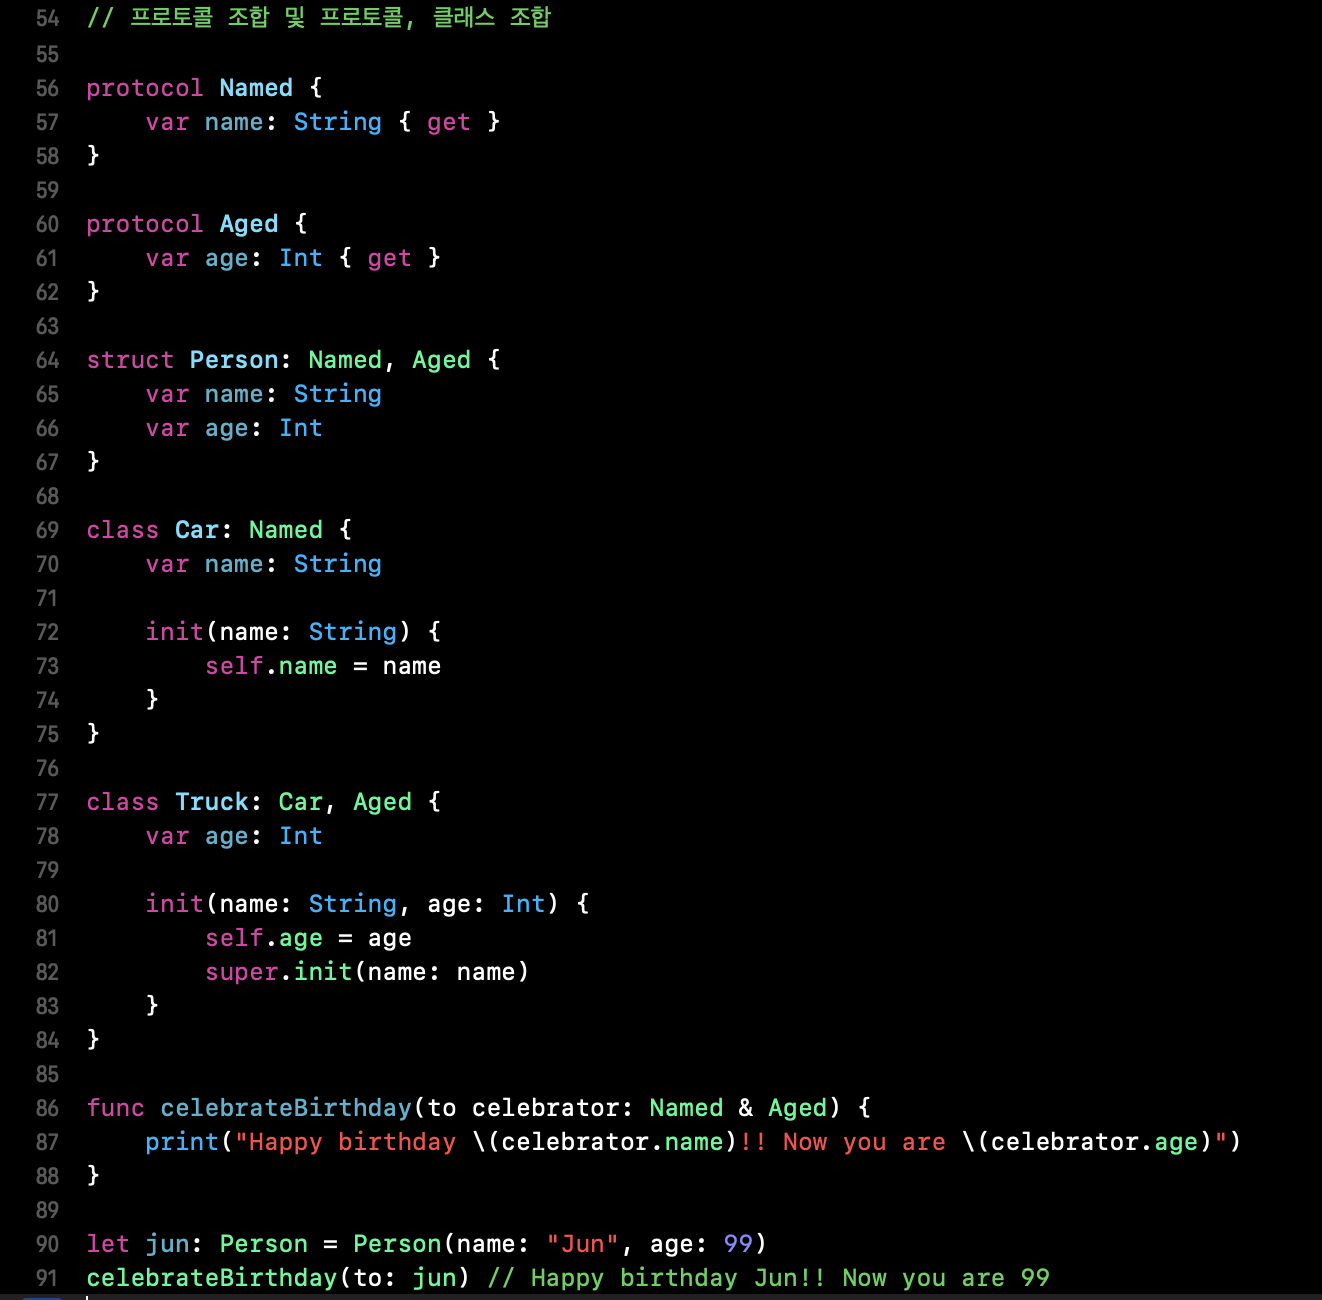 54 // 프로토콜 조합 및 프로토콜, 클래스 조합
55
56 protocol Named {
57     var name: String { get }
58 }
59
60 protocol Aged {
61     var age: Int { get }
62 }
63
64 struct Person: Named, Aged {
65     var name: String
66     var age: Int
67 }
68
69 class Car: Named {
70     var name: String
71
72     init(name: String) {
73         self.name = name
74     }
75 }
76
77 class Truck: Car, Aged {
78     var age: Int
79
80     init(name: String, age: Int) {
81         self.age = age
82         super.init(name: name)
83     }
84 }
85
86 func celebrateBirthday(to celebrator: Named & Aged) {
87     print("Happy birthday \(celebrator.name)!! Now you are \(celebrator.age)")
88 }
89
90 let jun: Person = Person(name: "Jun", age: 99)
91 celebrateBirthday(to: jun) // Happy birthday Jun!! Now you are 99